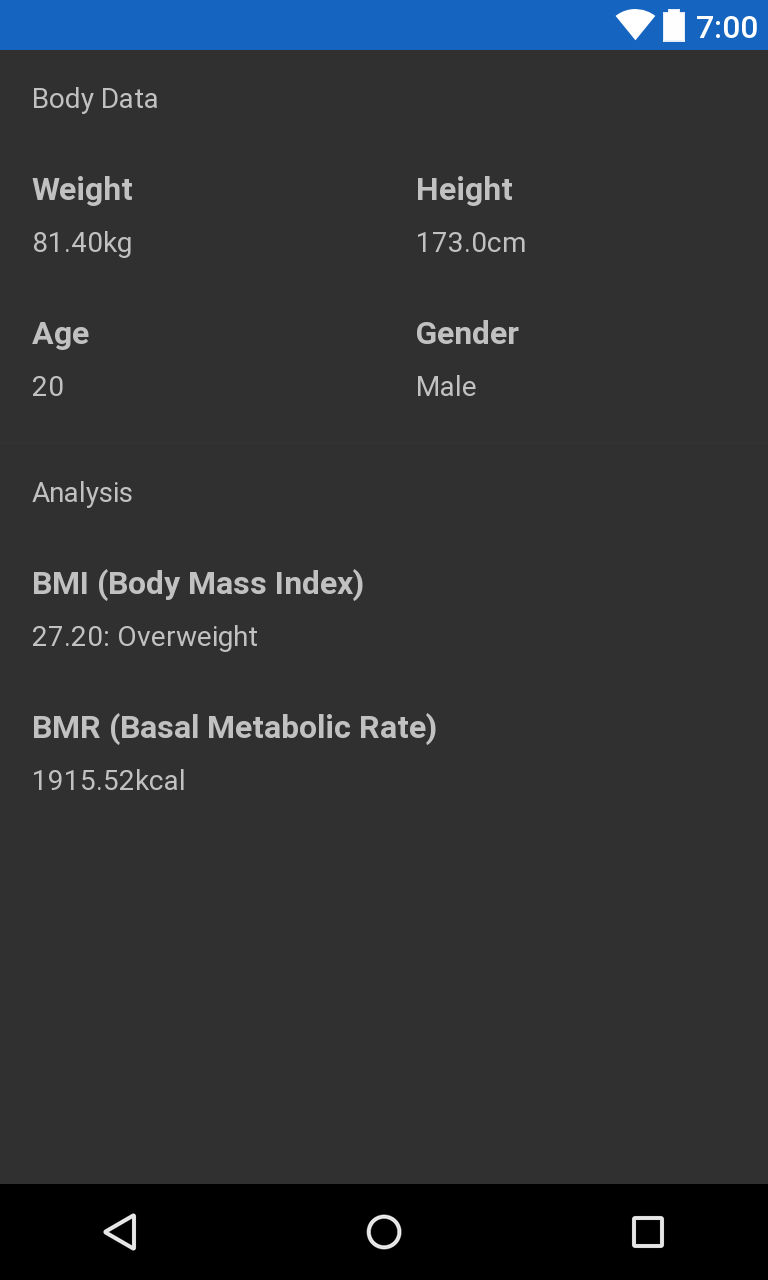 7:00
Body Data
Weight Height
81.40kg 173.0cm
Age Gender
20 Male
Analysis
BMI (Body Mass Index)
27.20: Overweight
BMR (Basal Metabolic Rate)
1915.52kcal